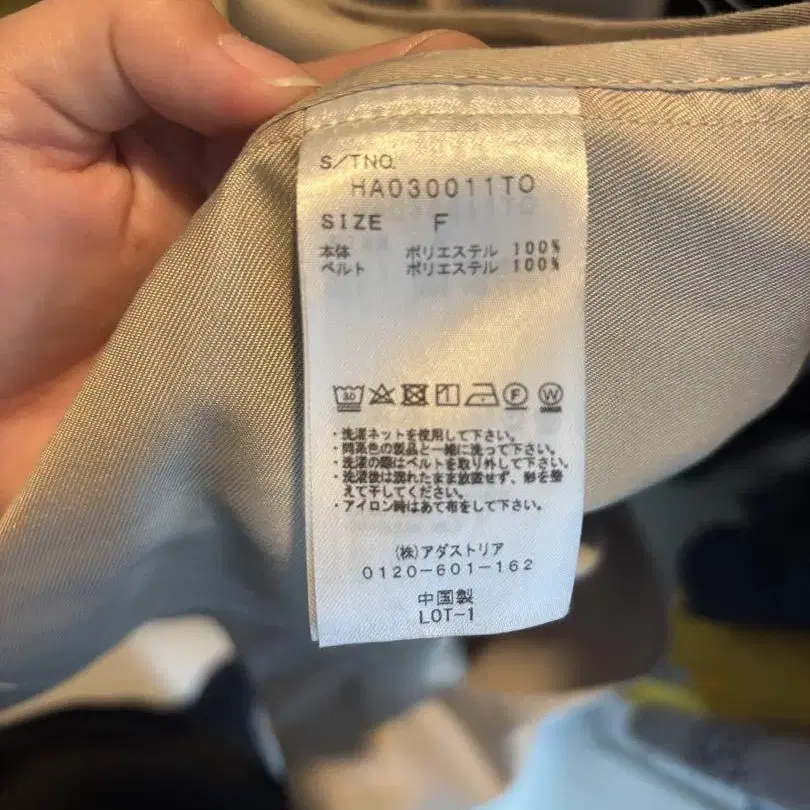 S/TNO.
HA030011TO
SIZE F
本体 ポリエステル 100%
ベルト ポリエステル 100%
30 F W
・洗濯ネットを使用して下さい。
・同系色の製品と一緒に洗って下さい。
・洗濯の際はベルトを取り外して下さい。
・洗濯後は濡れたまま放置せず、形を整
えて干してください。
・アイロン時はあて布をして下さい。
(株)アダストリア
0120-601-162
中国製
LOT-1